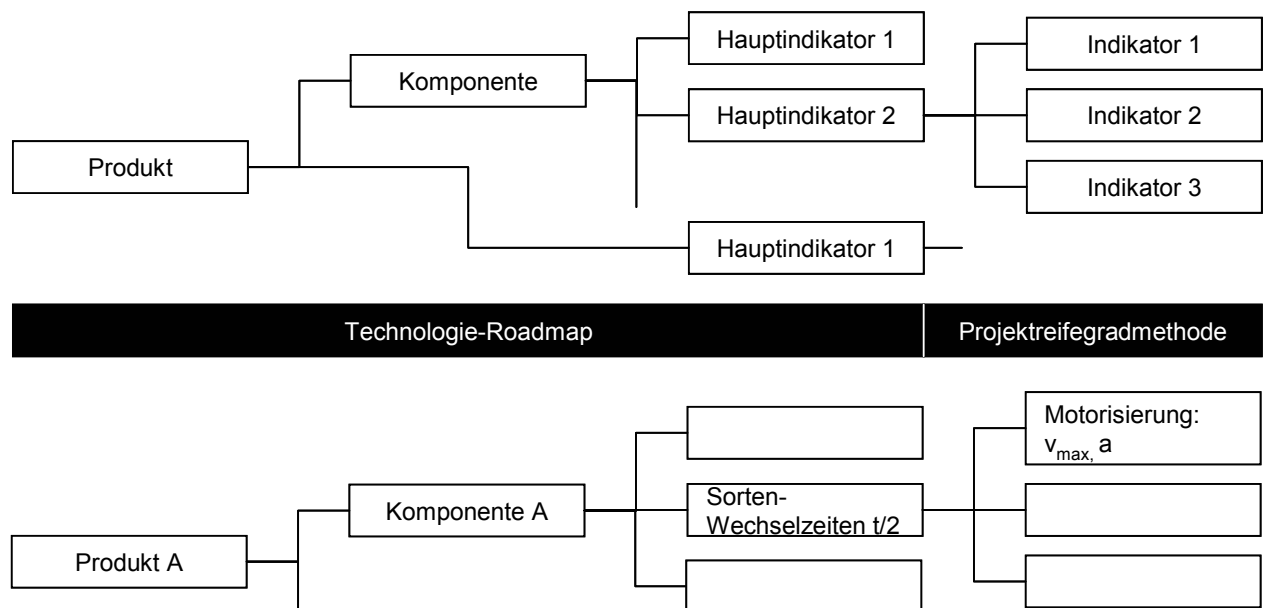 Hauptindikator 1
Indikator 1
Komponente
Hauptindikator 2
Indikator 2
Produkt
Indikator 3
Hauptindikator 1
Technologie-Roadmap
Projektreifegradmethode
Motorisierung:
vmax, a
Komponente A
Sorten-
Wechselzeiten t/2
Produkt A